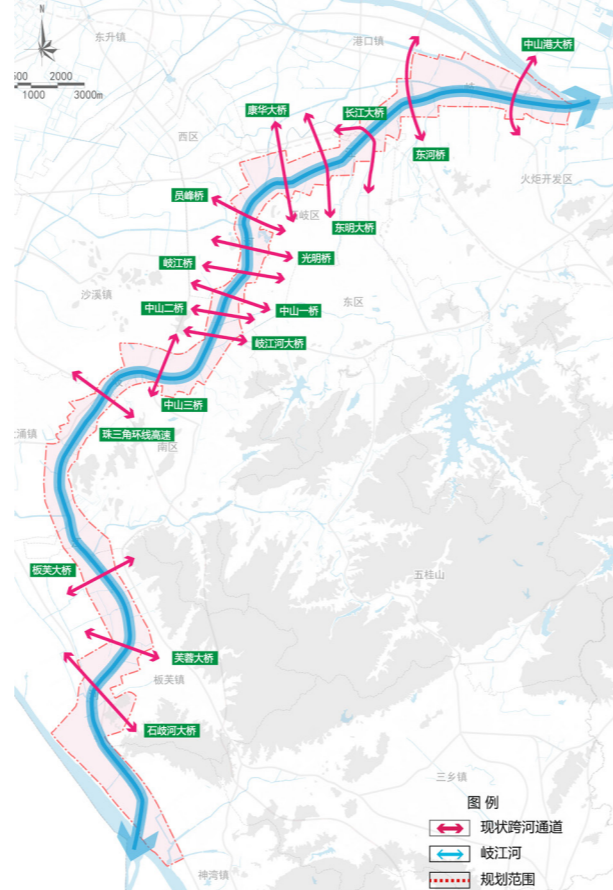 N
东升镇
港口镇
中山港大桥
500 2000
1000 3000m
康华大桥
长江大桥
西区
东河桥
火炬开发区
员峰桥
石岐区
东明大桥
光明桥
岐江桥
沙溪镇
东区
中山二桥
中山一桥
岐江河大桥
中山三桥
珠三角环线高速
大涌镇
南区
板芙大桥
五桂山
芙蓉大桥
板芙镇
石歧河大桥
三乡镇
图 例
现状跨河通道
岐江河
规划范围
神湾镇